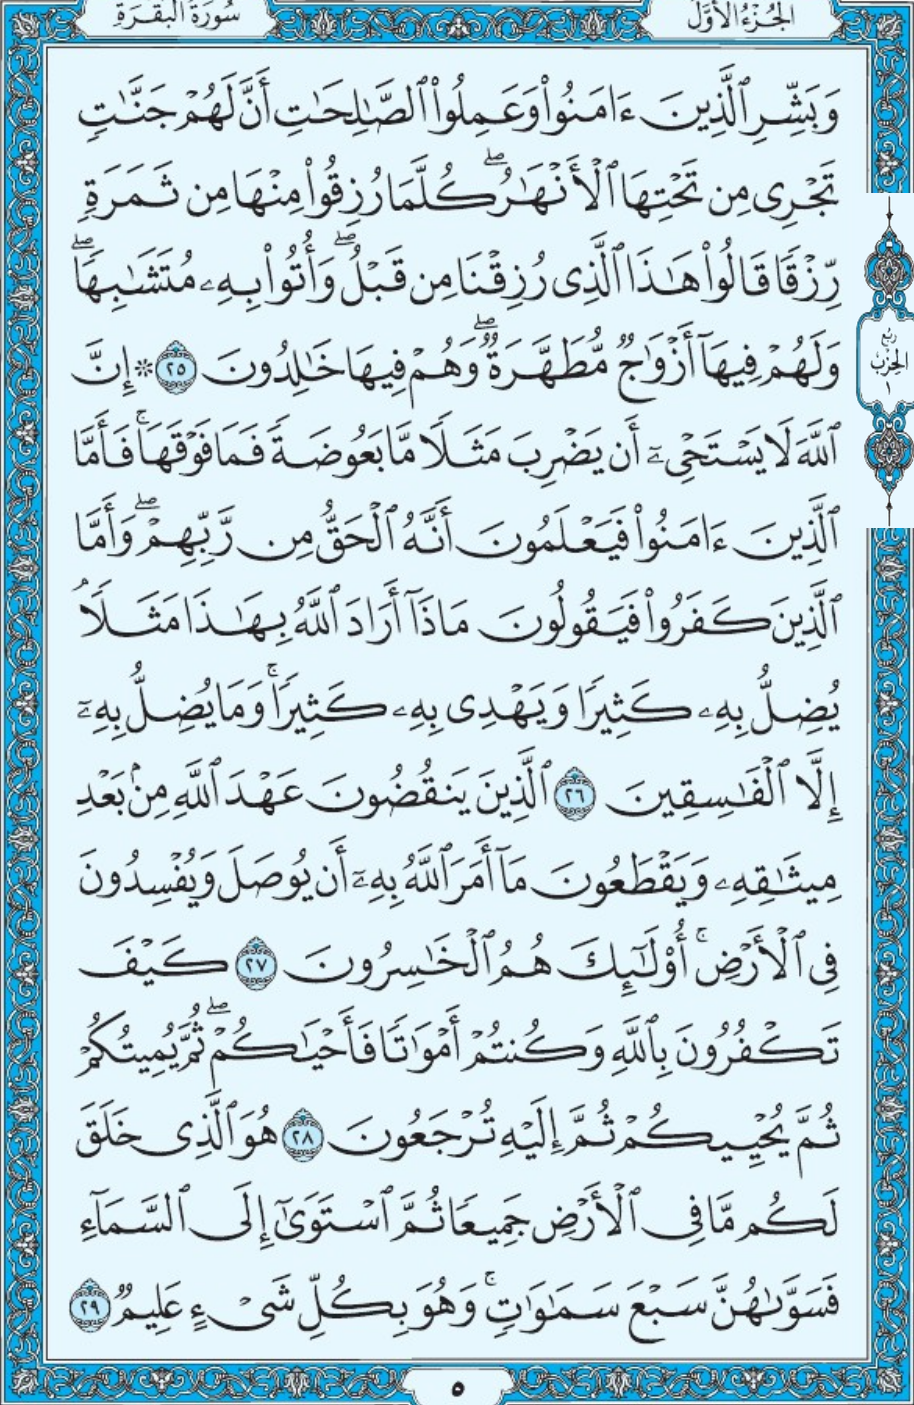 الجُزْءُ الأَوَّلُ
سُورَةُ البَقَرَةِ
وَبَشِّرِ ٱلَّذِينَ ءَامَنُواْ وَعَمِلُواْ ٱلصَّٰلِحَٰتِ أَنَّ لَهُمْ جَنَّٰتٖ
تَجْرِى مِن تَحْتِهَا ٱلْأَنْهَٰرُۖ كُلَّمَا رُزِقُواْ مِنْهَا مِن ثَمَرَةٖ
رِّزْقٗا قَالُواْ هَٰذَا ٱلَّذِى رُزِقْنَا مِن قَبْلُۖ وَأُتُواْ بِهِۦ مُتَشَٰبِهٗاۖ
وَلَهُمْ فِيهَآ أَزْوَٰجٞ مُّطَهَّرَةٞۖ وَهُمْ فِيهَا خَٰلِدُونَ ٢٥ ۞ إِنَّ
ٱللَّهَ لَا يَسْتَحْىِۦٓ أَن يَضْرِبَ مَثَلٗا مَّا بَعُوضَةٗ فَمَا فَوْقَهَاۚ فَأَمَّا
ٱلَّذِينَ ءَامَنُواْ فَيَعْلَمُونَ أَنَّهُ ٱلْحَقُّ مِن رَّبِّهِمْۖ وَأَمَّا
ٱلَّذِينَ كَفَرُواْ فَيَقُولُونَ مَاذَآ أَرَادَ ٱللَّهُ بِهَٰذَا مَثَلٗاۘ
يُضِلُّ بِهِۦ كَثِيرٗا وَيَهْدِى بِهِۦ كَثِيرٗاۚ وَمَا يُضِلُّ بِهِۦٓ
إِلَّا ٱلْفَٰسِقِينَ ٢٦ ٱلَّذِينَ يَنقُضُونَ عَهْدَ ٱللَّهِ مِنۢ بَعْدِ
مِيثَٰقِهِۦ وَيَقْطَعُونَ مَآ أَمَرَ ٱللَّهُ بِهِۦٓ أَن يُوصَلَ وَيُفْسِدُونَ
فِى ٱلْأَرْضِۚ أُوْلَٰٓئِكَ هُمُ ٱلْخَٰسِرُونَ ٢٧ كَيْفَ
تَكْفُرُونَ بِٱللَّهِ وَكُنتُمْ أَمْوَٰتٗا فَأَحْيَٰكُمْۖ ثُمَّ يُمِيتُكُمْ
ثُمَّ يُحْيِيكُمْ ثُمَّ إِلَيْهِ تُرْجَعُونَ ٢٨ هُوَ ٱلَّذِى خَلَقَ
لَكُم مَّا فِى ٱلْأَرْضِ جَمِيعٗا ثُمَّ ٱسْتَوَىٰٓ إِلَى ٱلسَّمَآءِ
فَسَوَّىٰهُنَّ سَبْعَ سَمَٰوَٰتٖۚ وَهُوَ بِكُلِّ شَىْءٍ عَلِيمٞ ٢٩
رُبْعُ
الحِزْبِ
١
٥